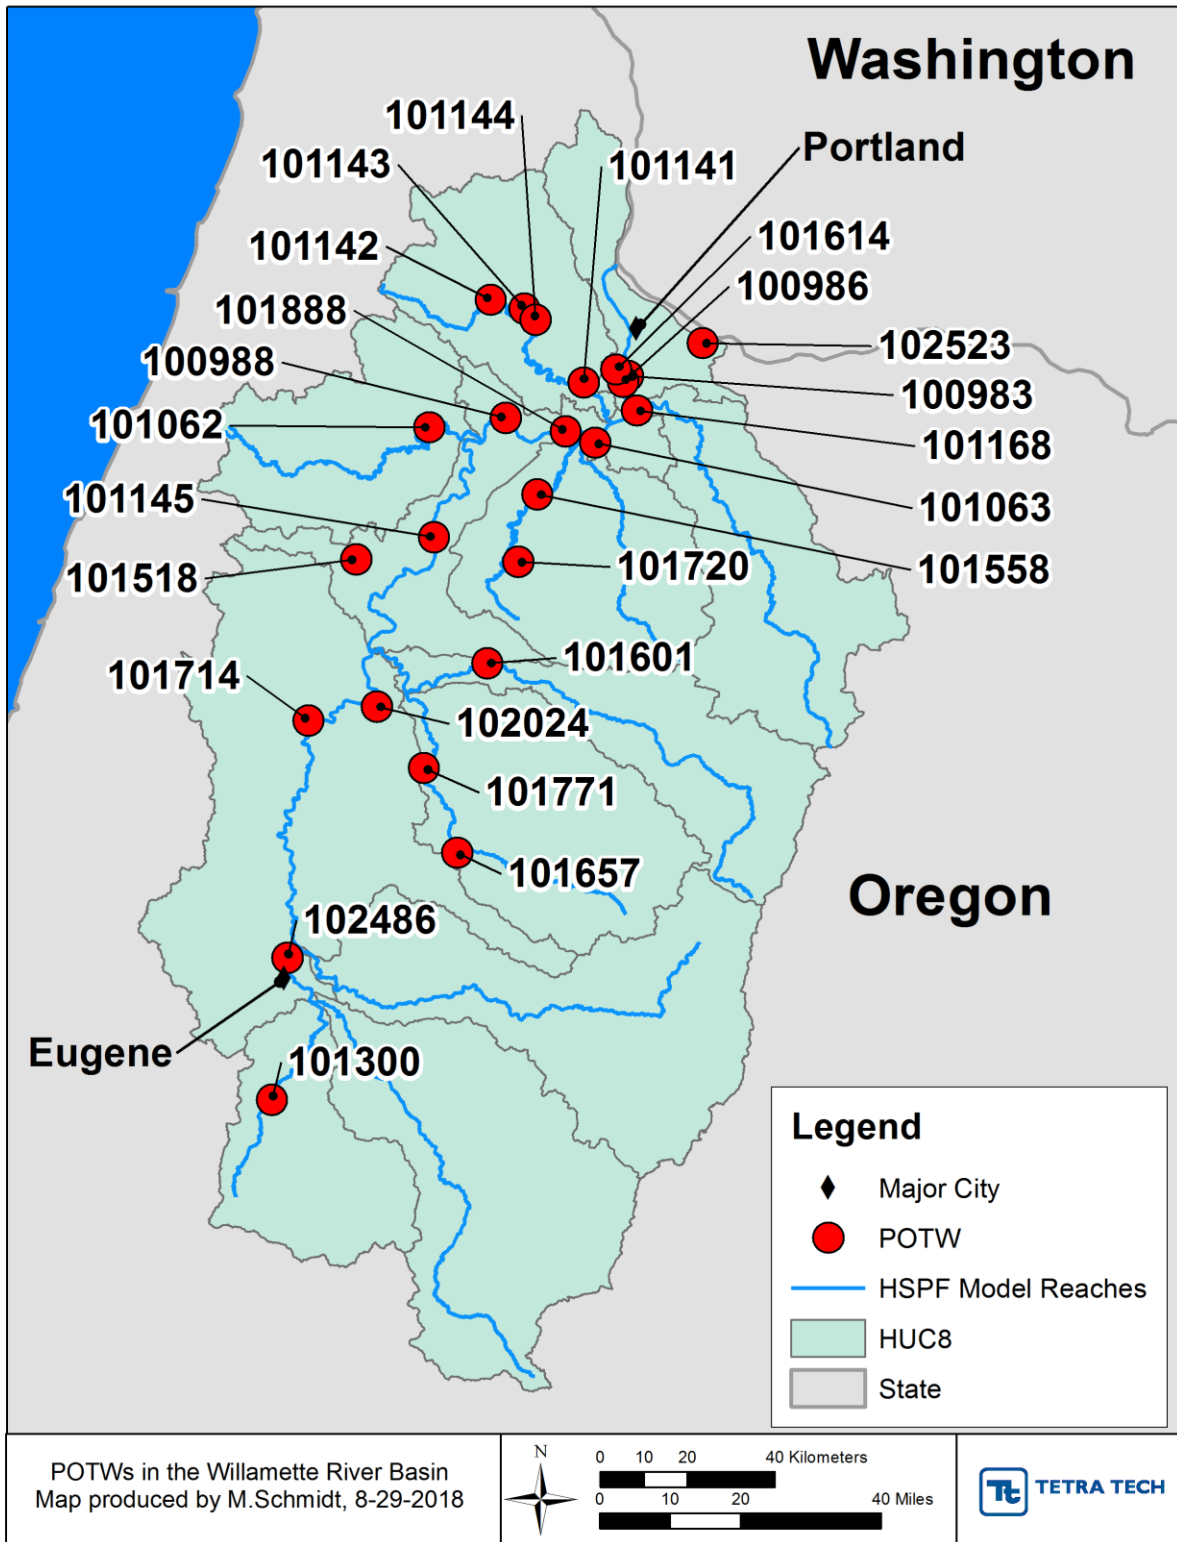 Washington
101144
Portland
101143
101141
101142
101614
100986
101888
102523
100988
100983
101062
101168
101145
101063
101518
101720
101558
101601
101714
102024
101771
101657
Oregon
102486
Eugene
101300
Legend
Major City
POTW
HSPF Model Reaches
HUC8
State
POTWs in the Willamette River Basin
Map produced by M.Schmidt, 8-29-2018
N
0 10 20 40 Kilometers
0 10 20 40 Miles
Tt TETRA TECH